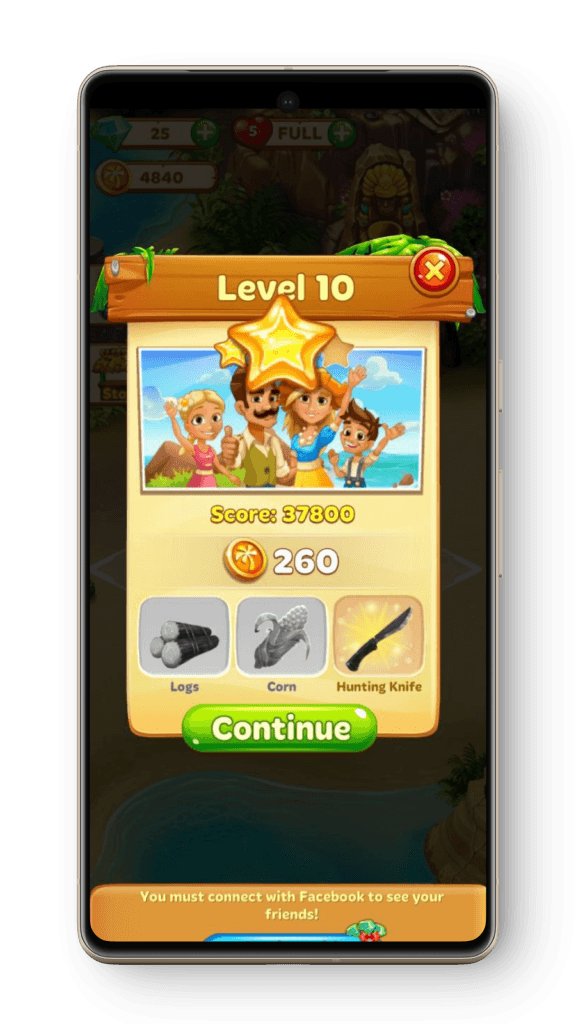 25
5 FULL
4840
Level 10
Sto
Score: 37800
260
Logs Corn Hunting Knife
Continue
You must connect with Facebook to see your
friends!